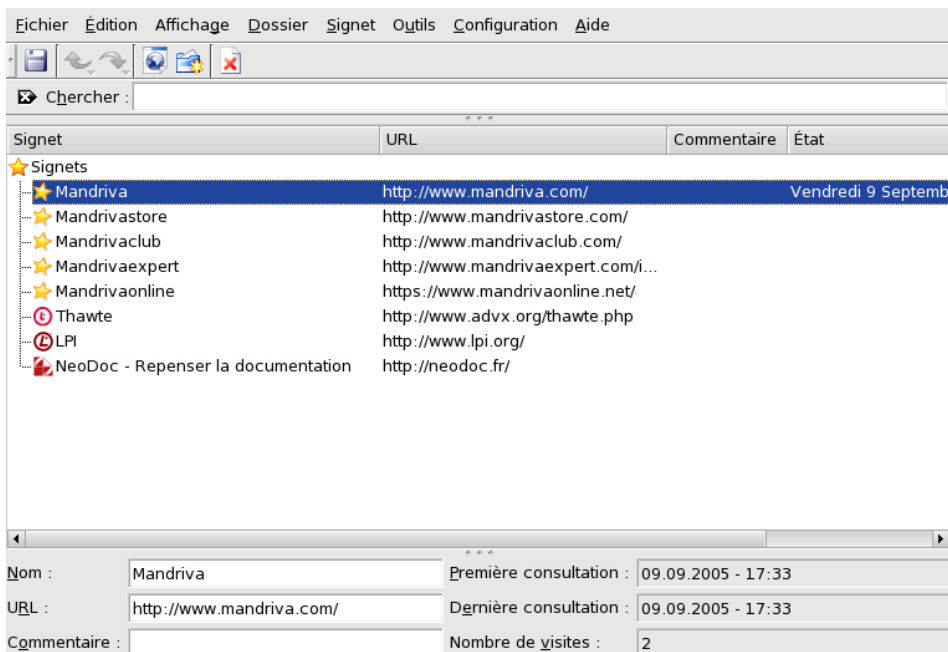 Fichier Édition Affichage Dossier Signet Outils Configuration Aide
Chercher :
Signet URL Commentaire État
Signets
Mandriva http://www.mandriva.com/ Vendredi 9 Septemb
Mandrivastore http://www.mandrivastore.com/
Mandrivaclub http://www.mandrivaclub.com/
Mandrivaexpert http://www.mandrivaexpert.com/i...
Mandrivaonline https://www.mandrivaonline.net/
Thawte http://www.advx.org/thawte.php
LPI http://www.lpi.org/
NeoDoc - Repenser la documentation http://neodoc.fr/
Nom : Mandriva Première consultation : 09.09.2005 - 17:33
URL : http://www.mandriva.com/ Dernière consultation : 09.09.2005 - 17:33
Commentaire : Nombre de visites : 2